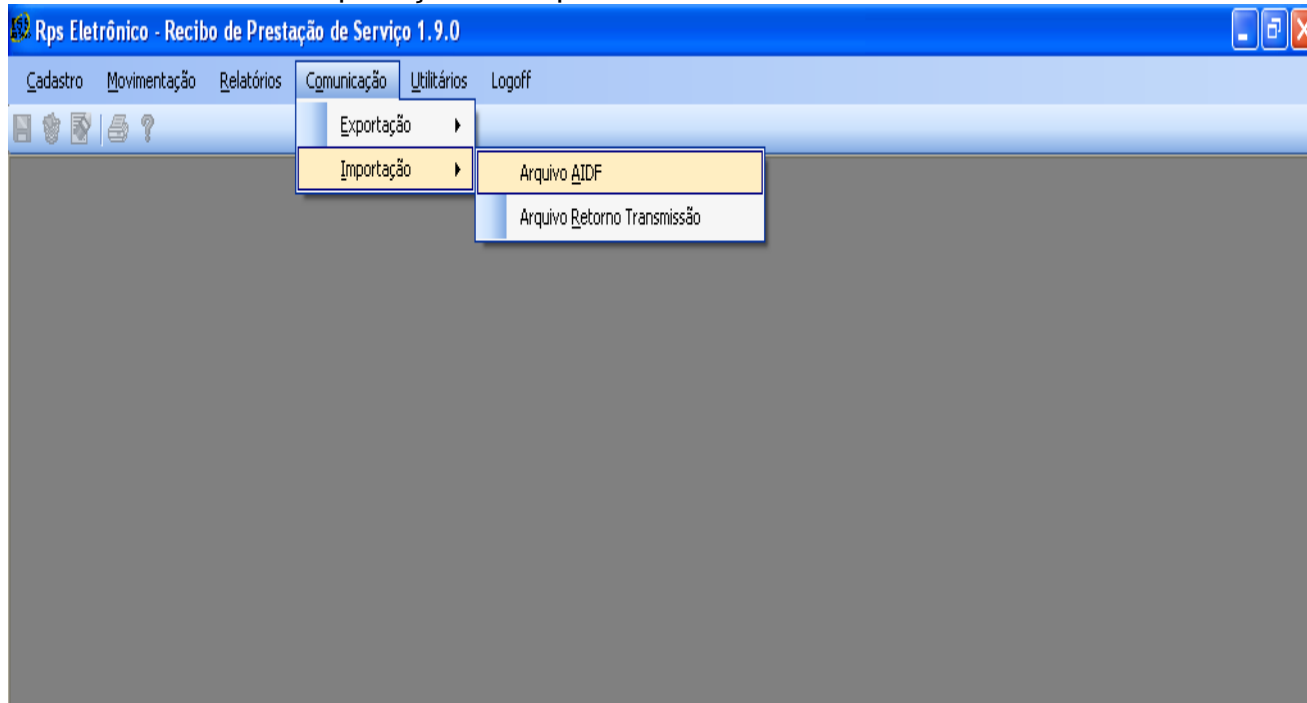 Rps Eletrônico - Recibo de Prestação de Serviço 1.9.0
Cadastro Movimentação Relatórios Comunicação Utilitários Logoff
Exportação
Importação
Arquivo AIDF
Arquivo Retorno Transmissão